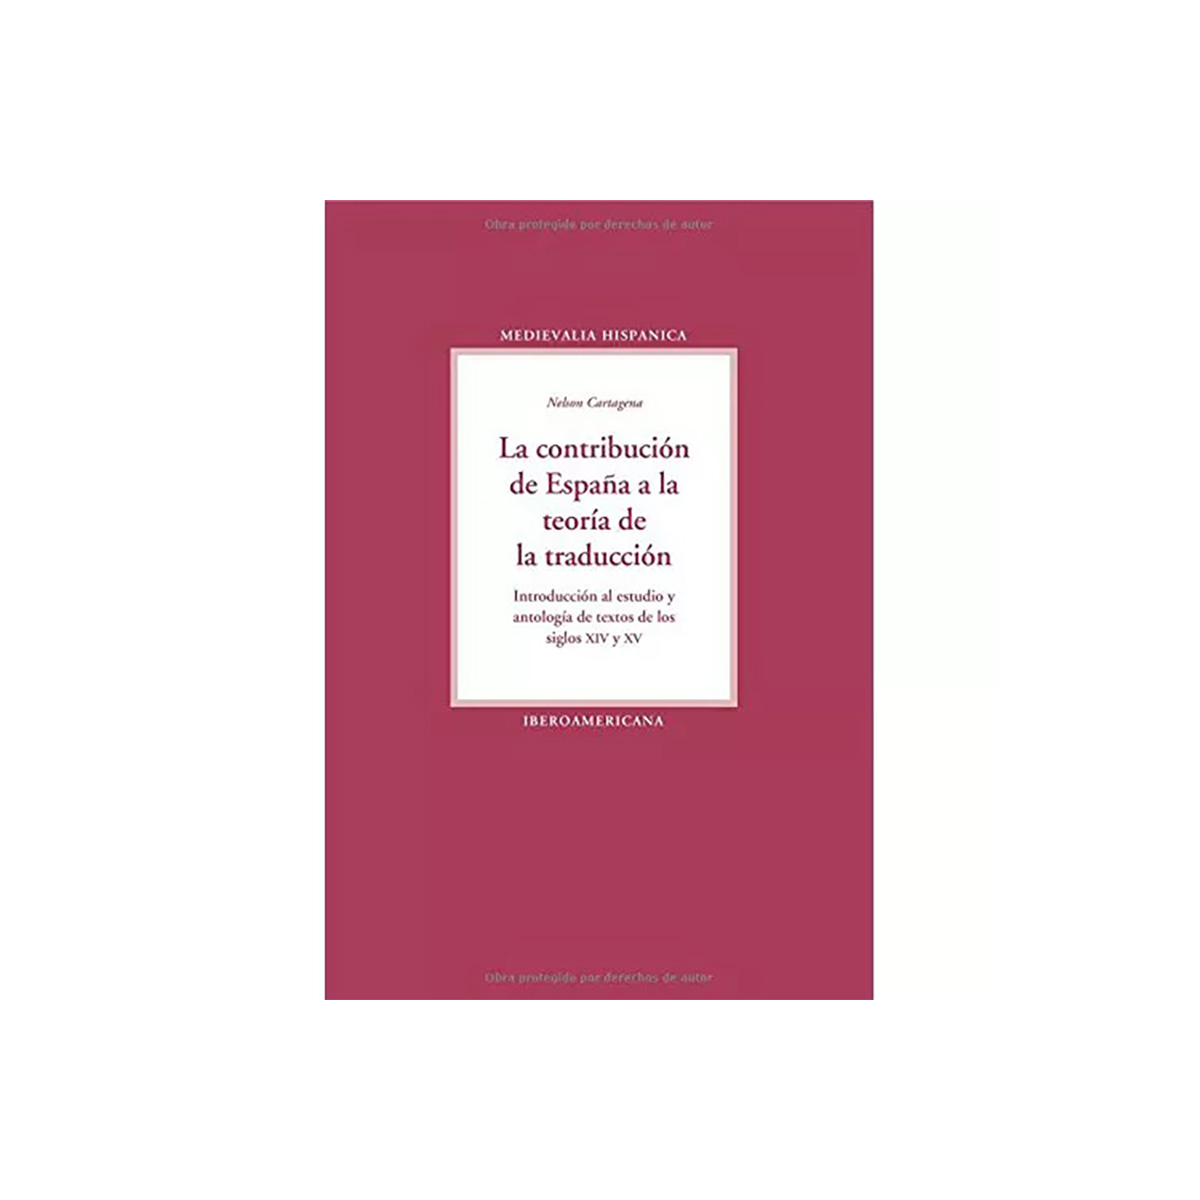 Obra protegida por derechos de autor
MEDIEVALIA HISPANICA
Nelson Cartagena
La contribución
de España a la
teoría de
la traducción
Introducción al estudio y
antología de textos de los
siglos XIV y XV
IBEROAMERICANA
Obra protegida por derechos de autor